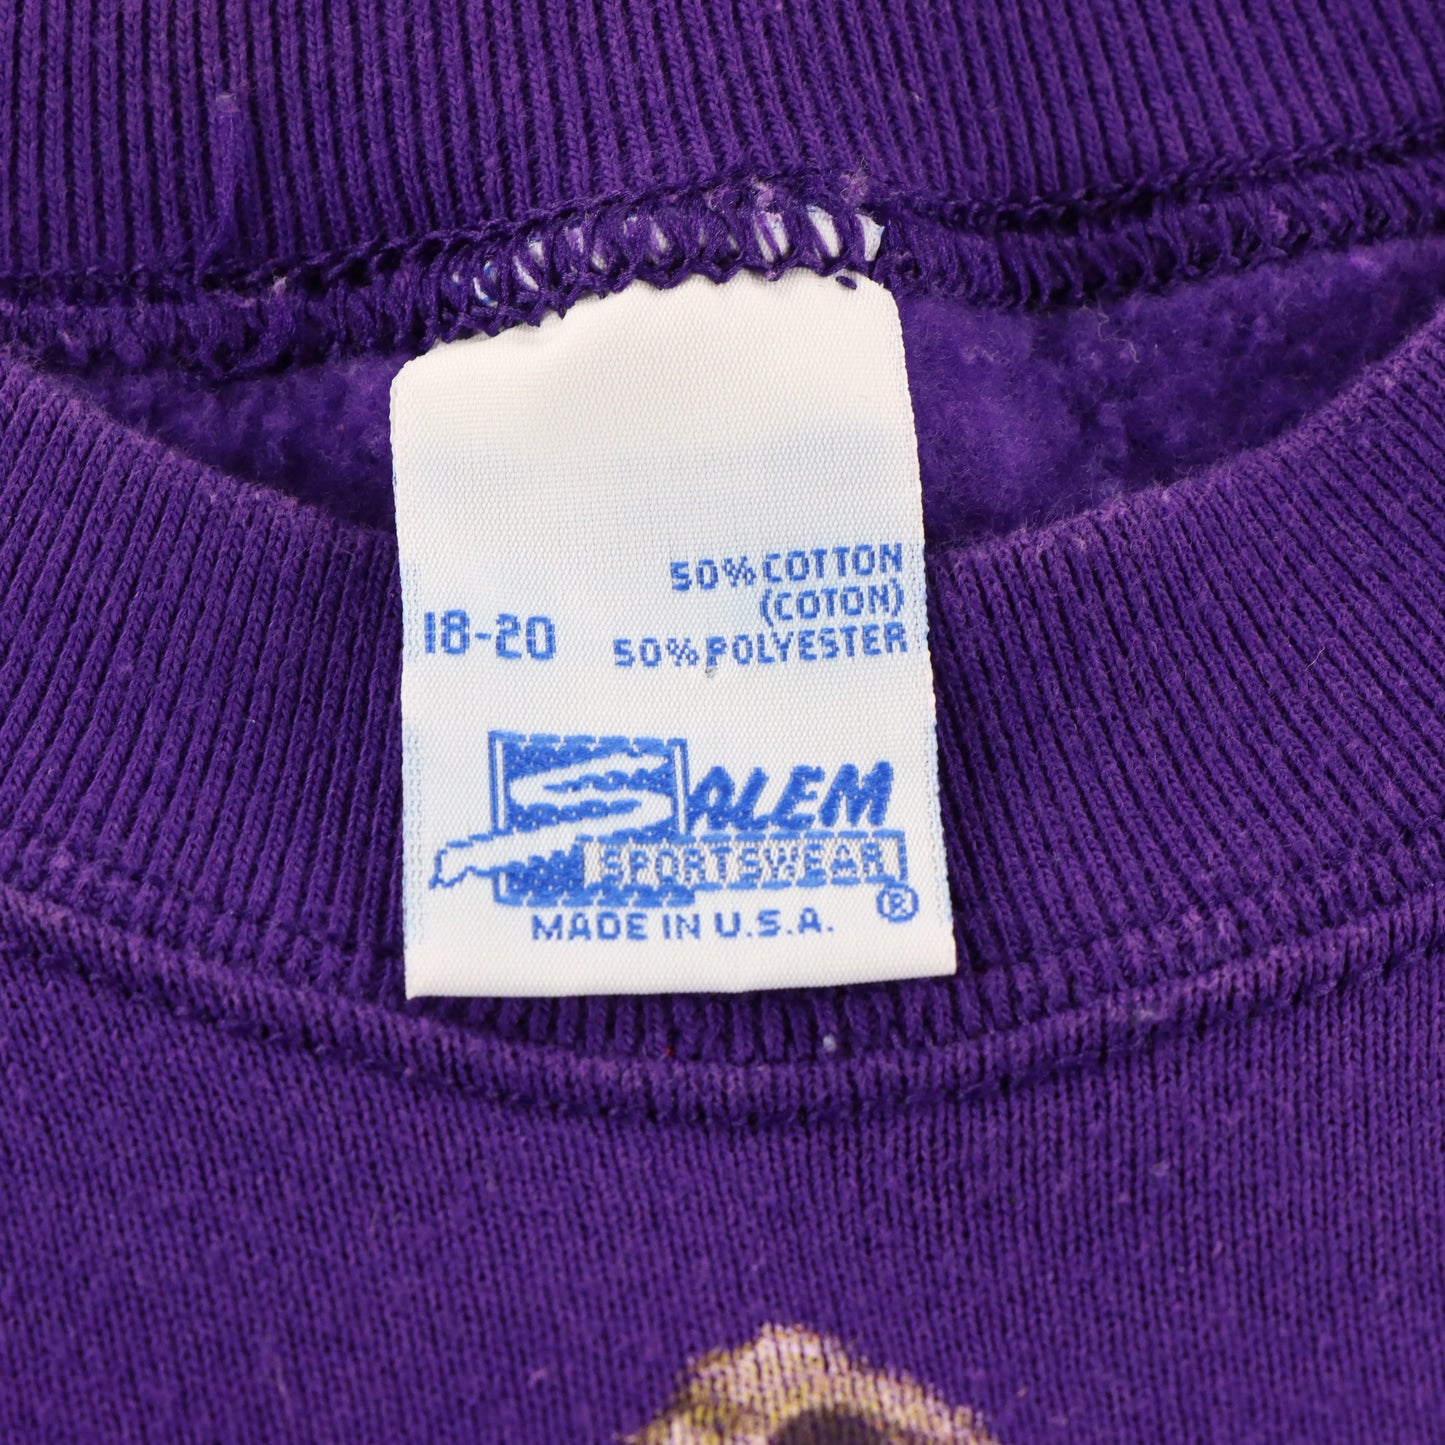 50% COTTON
(COTON)
18-20
50% POLYESTER
SALEM
SPORTSWEAR
®
MADE IN U.S.A.